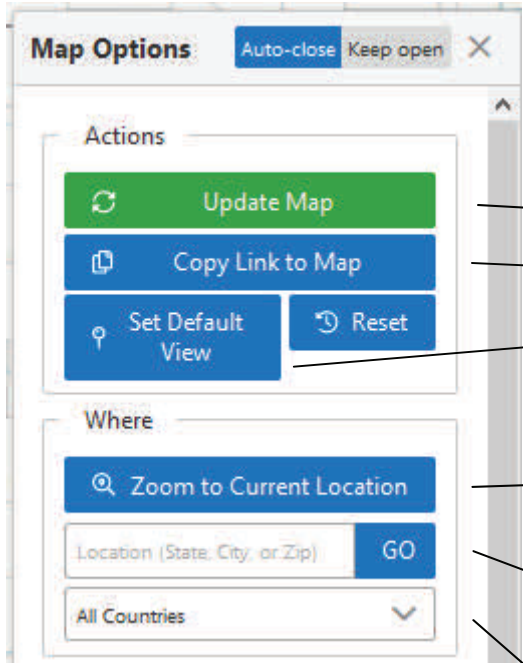 Map Options Auto-close Keep open
Actions
Update Map
Copy Link to Map
Set Default View
Reset
Where
Zoom to Current Location
Location (State, City, or Zip) GO
All Countries